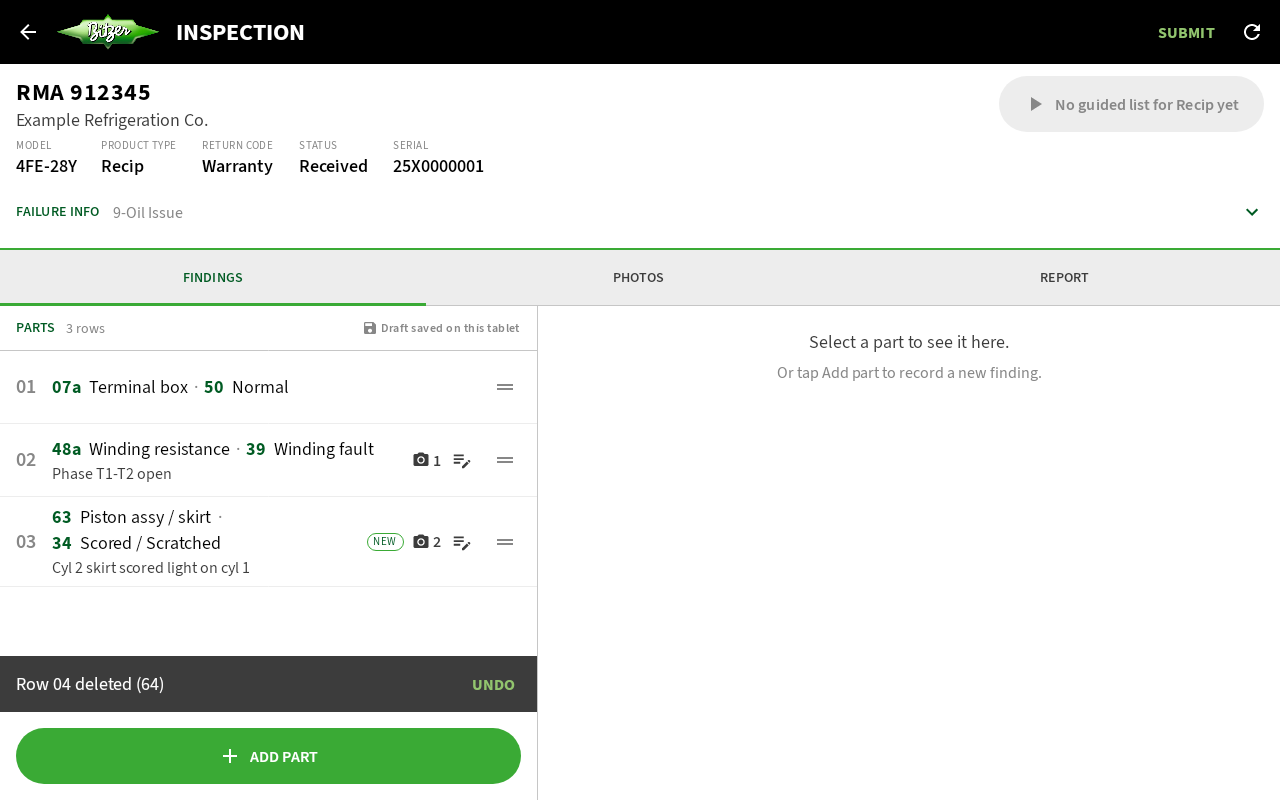 Bitzer INSPECTION SUBMIT
RMA 912345
Example Refrigeration Co.
No guided list for Recip yet
MODEL PRODUCT TYPE RETURN CODE STATUS SERIAL
4FE-28Y Recip Warranty Received 25X0000001
FAILURE INFO 9-Oil Issue
FINDINGS PHOTOS REPORT
PARTS 3 rows Draft saved on this tablet
01 07a Terminal box · 50 Normal
02 48a Winding resistance · 39 Winding fault 1
Phase T1-T2 open
03 63 Piston assy / skirt ·
34 Scored / Scratched NEW 2
Cyl 2 skirt scored light on cyl 1
Row 04 deleted (64) UNDO
ADD PART
Select a part to see it here.
Or tap Add part to record a new finding.